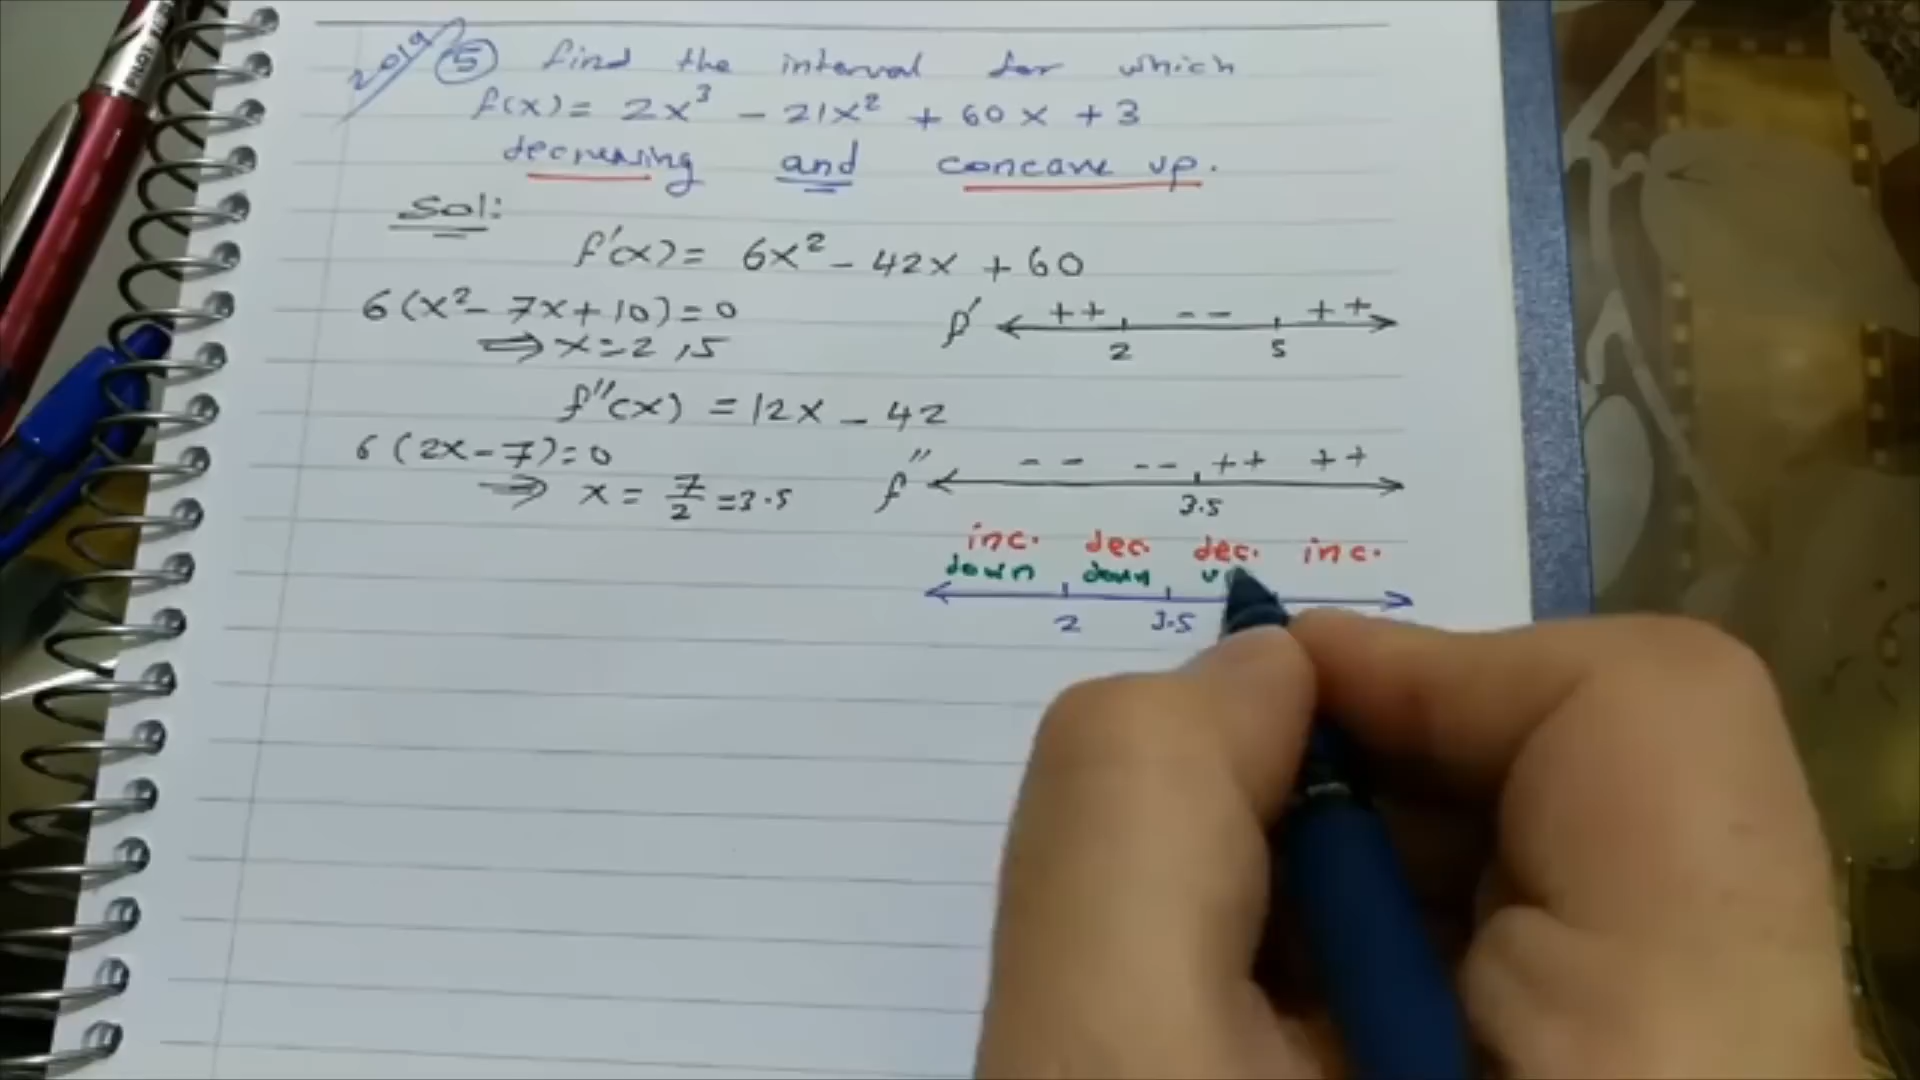 2019 ⑤ find the interval for which
f(x) = 2x³ - 21x² + 60x + 3
decreasing and concave up.
Sol:
f'(x) = 6x² - 42x + 60
6(x² - 7x + 10) = 0
⇒ x = 2, 5
f' ++ -- ++
2 5
f''(x) = 12x - 42
6(2x - 7) = 0
⇒ x = 7/2 = 3.5
f'' -- -- ++ ++
3.5
inc. dec. dec. inc.
down down
2 3.5
PILOT